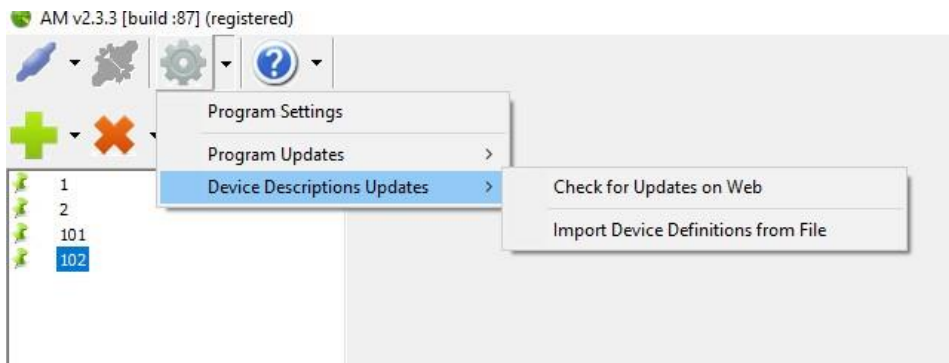 AM v2.3.3 [build :87] (registered)
Program Settings
Program Updates
Device Descriptions Updates
Check for Updates on Web
Import Device Definitions from File
1
2
101
102